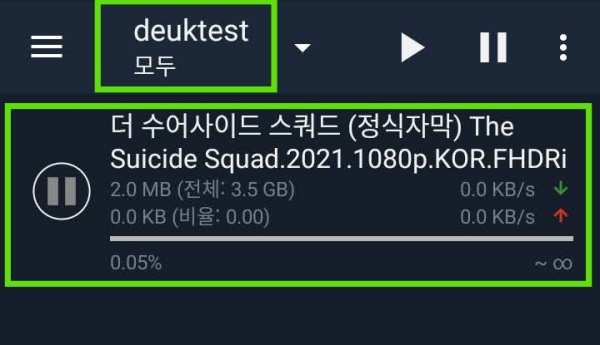 deuktest
모두
더 수어사이드 스쿼드 (정식자막) The
Suicide Squad.2021.1080p.KOR.FHDRi
2.0 MB (전체: 3.5 GB) 0.0 KB/s
0.0 KB (비율: 0.00) 0.0 KB/s
0.05% ~ ∞